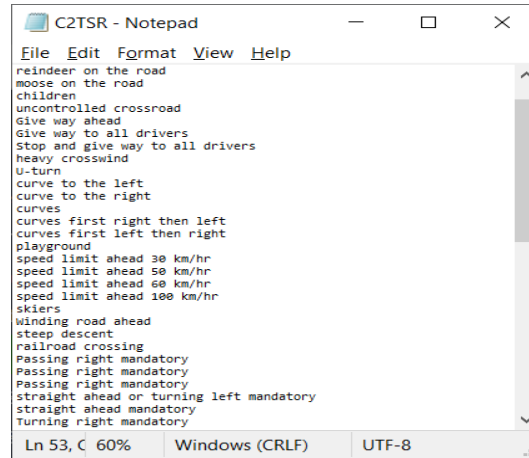 C2TSR - Notepad
File Edit Format View Help
reindeer on the road
moose on the road
children
uncontrolled crossroad
Give way ahead
Give way to all drivers
Stop and give way to all drivers
heavy crosswind
U-turn
curve to the left
curve to the right
curves
curves first right then left
curves first left then right
playground
speed limit ahead 30 km/hr
speed limit ahead 50 km/hr
speed limit ahead 60 km/hr
speed limit ahead 100 km/hr
skiers
Winding road ahead
steep descent
railroad crossing
Passing right mandatory
Passing right mandatory
Passing right mandatory
straight ahead or turning left mandatory
straight ahead mandatory
Turning right mandatory
Ln 53, C 60% Windows (CRLF) UTF-8